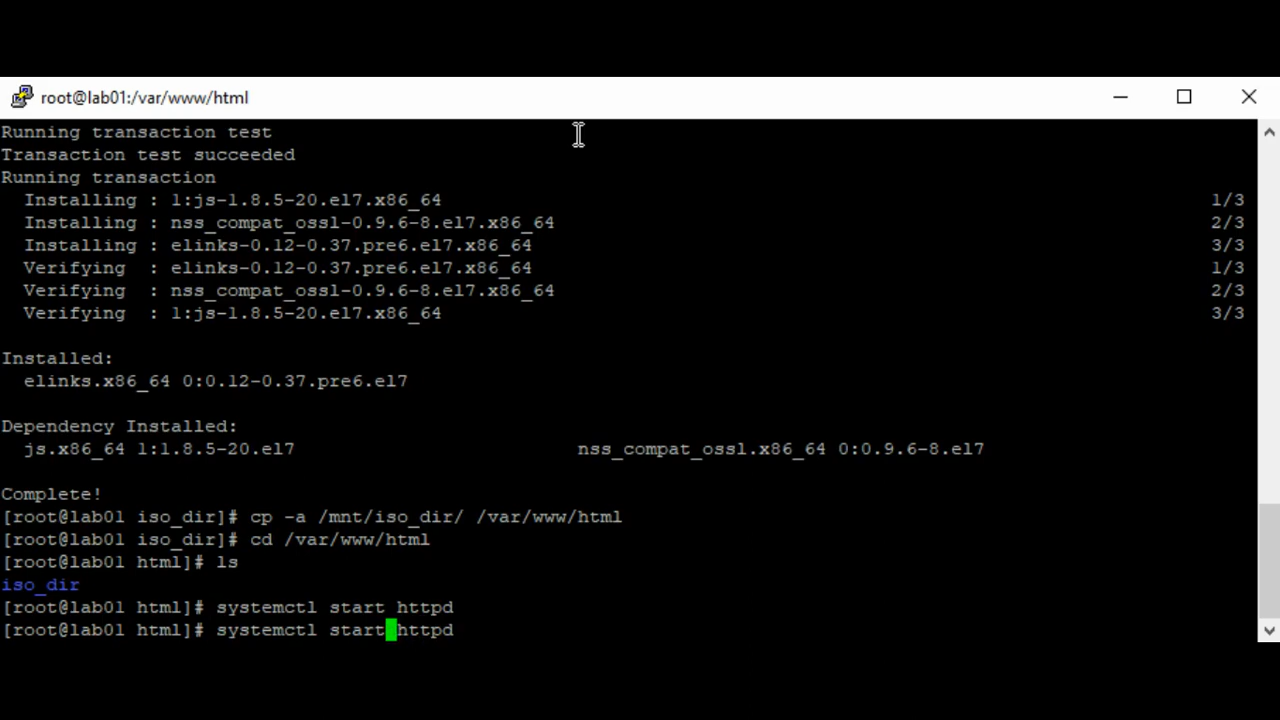 root@lab01:/var/www/html
Running transaction test
Transaction test succeeded
Running transaction
  Installing : 1:js-1.8.5-20.el7.x86_64 1/3
  Installing : nss_compat_ossl-0.9.6-8.el7.x86_64 2/3
  Installing : elinks-0.12-0.37.pre6.el7.x86_64 3/3
  Verifying  : elinks-0.12-0.37.pre6.el7.x86_64 1/3
  Verifying  : nss_compat_ossl-0.9.6-8.el7.x86_64 2/3
  Verifying  : 1:js-1.8.5-20.el7.x86_64 3/3
Installed:
  elinks.x86_64 0:0.12-0.37.pre6.el7
Dependency Installed:
  js.x86_64 1:1.8.5-20.el7 nss_compat_ossl.x86_64 0:0.9.6-8.el7
Complete!
[root@lab01 iso_dir]# cp -a /mnt/iso_dir/ /var/www/html
[root@lab01 iso_dir]# cd /var/www/html
[root@lab01 html]# ls
iso_dir
[root@lab01 html]# systemctl start httpd
[root@lab01 html]# systemctl start httpd